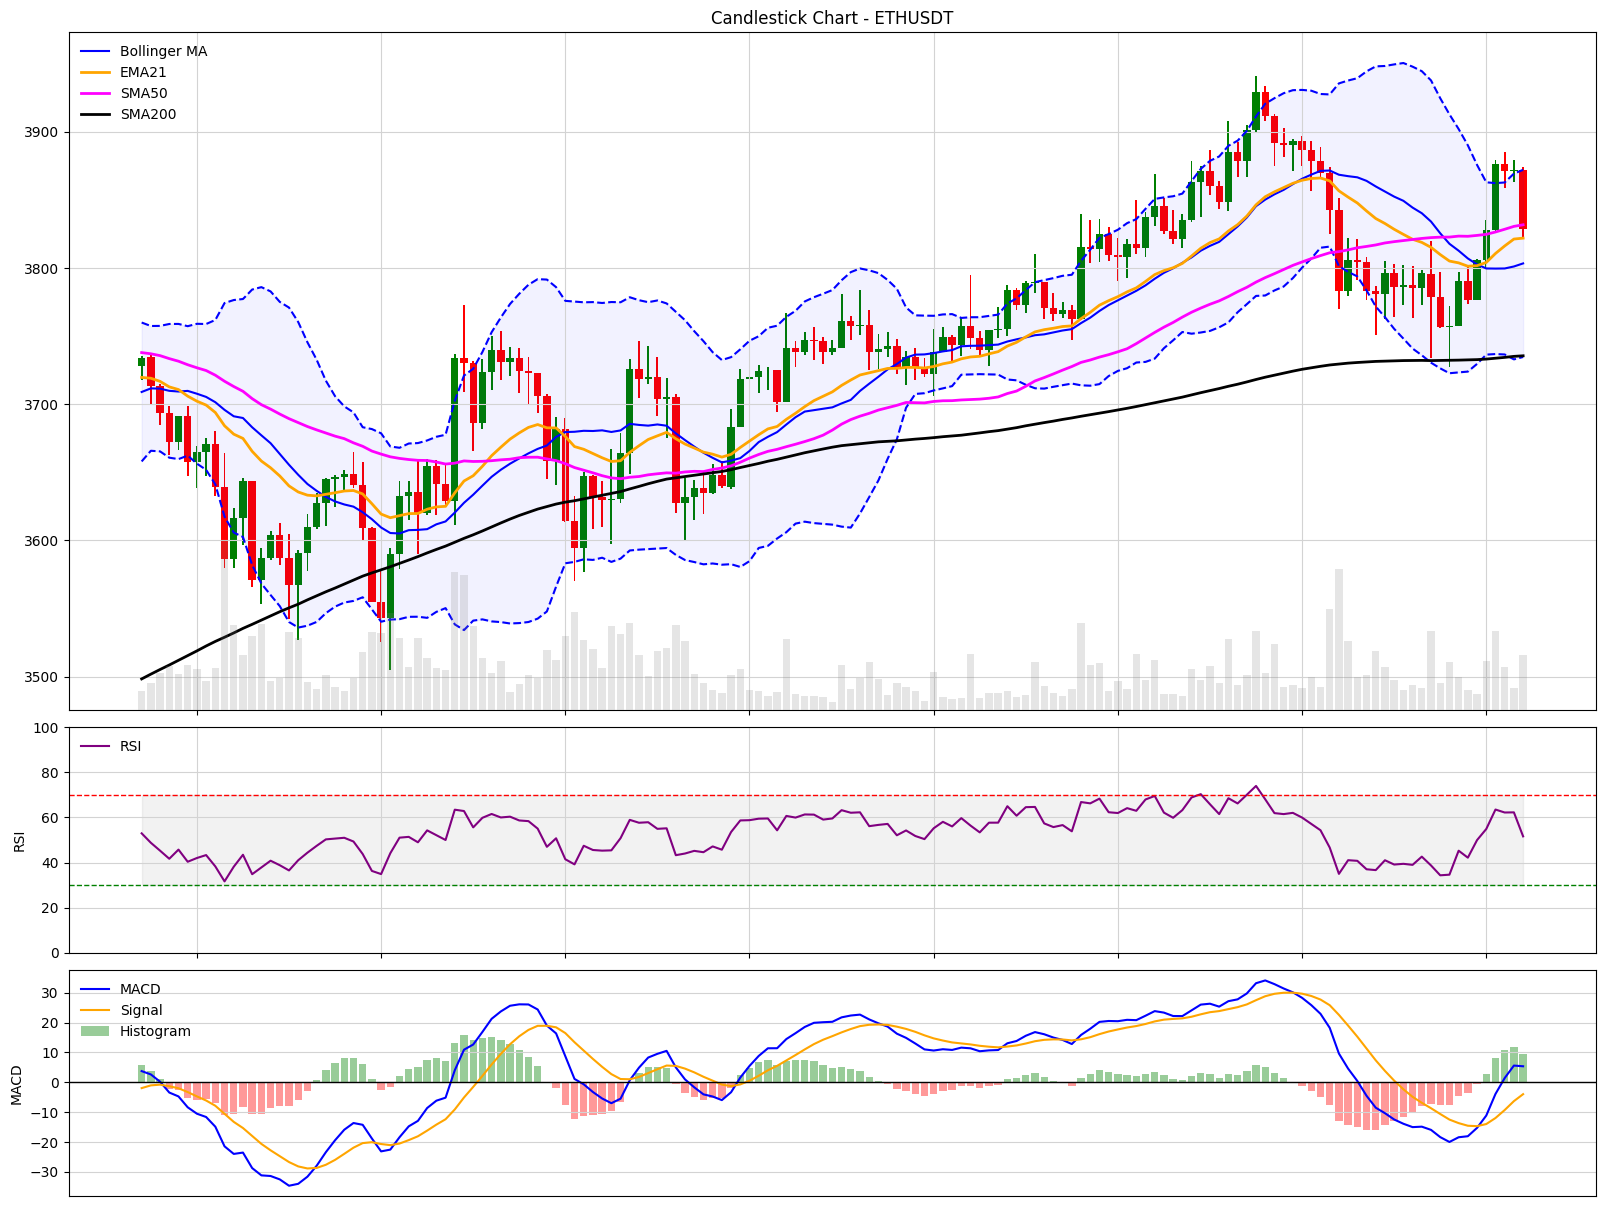 Candlestick Chart - ETHUSDT
Bollinger MA
EMA21
SMA50
SMA200
3900
3800
3700
3600
3500
RSI
100
80
60
40
20
0
RSI
MACD
Signal
Histogram
30
20
10
0
−10
−20
−30
MACD